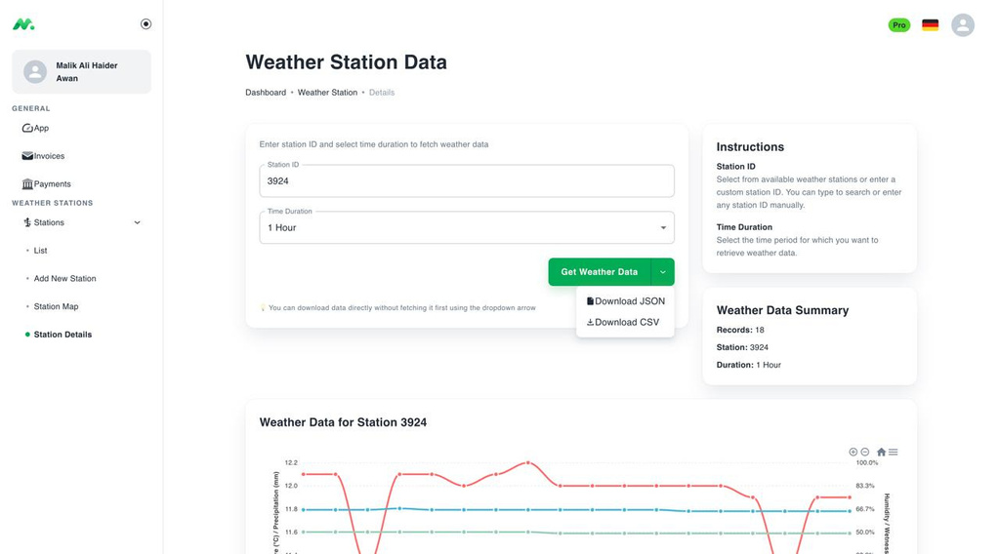 Pro
Malik Ali Haider
Awan
GENERAL
App
Invoices
Payments
WEATHER STATIONS
Stations
List
Add New Station
Station Map
Station Details
Weather Station Data
Dashboard • Weather Station • Details
Enter station ID and select time duration to fetch weather data
Station ID
3924
Time Duration
1 Hour
Get Weather Data
Download JSON
Download CSV
You can download data directly without fetching it first using the dropdown arrow
Instructions
Station ID
Select from available weather stations or enter a
custom station ID. You can type to search or enter
any station ID manually.
Time Duration
Select the time period for which you want to
retrieve weather data.
Weather Data Summary
Records: 18
Station: 3924
Duration: 1 Hour
Weather Data for Station 3924
12.2
12.0
11.8
11.6
(°C) / Precipitation (mm)
100.0%
83.3%
66.7%
50.0%
Humidity / Wetness